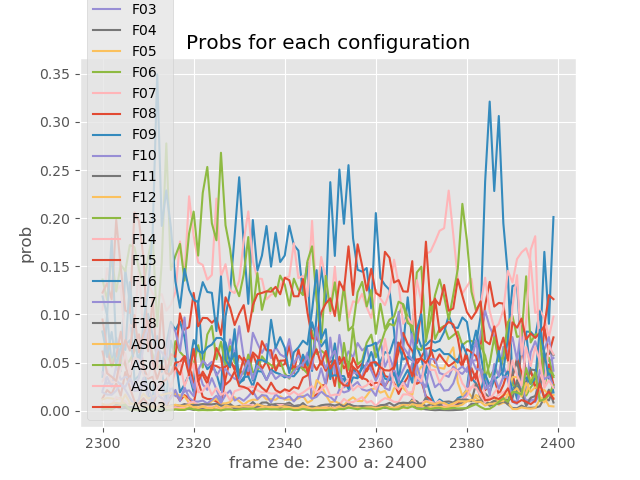 F03
F04
F05
F06
F07
F08
F09
F10
F11
F12
F13
F14
F15
F16
F17
F18
AS00
AS01
AS02
AS03
Probs for each configuration
0.35
0.30
0.25
0.20
0.15
0.10
0.05
0.00
prob
2300 2320 2340 2360 2380 2400
frame de: 2300 a: 2400